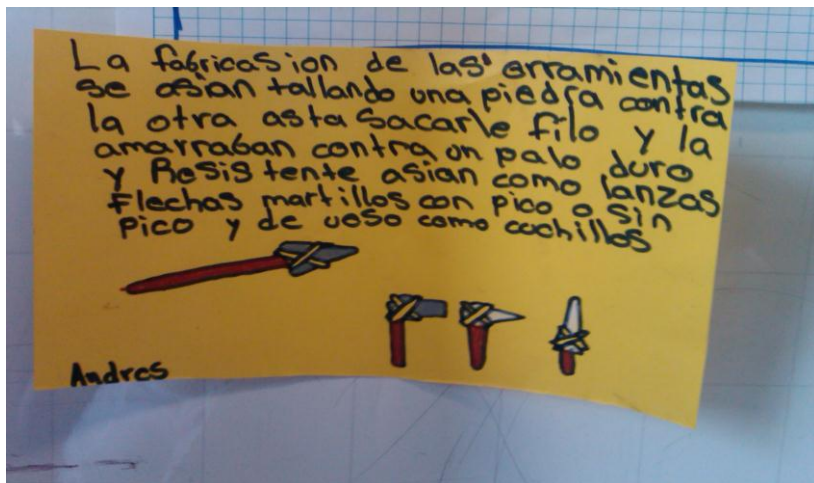 La fabricasion de las erramientas
se asian tallando una piedra contra
la otra asta sacarle filo y la
amarraban contra un palo duro
y Resistente asian como lanzas
Flechas martillos con pico o sin
pico y de ueso como cuchillos
Andres